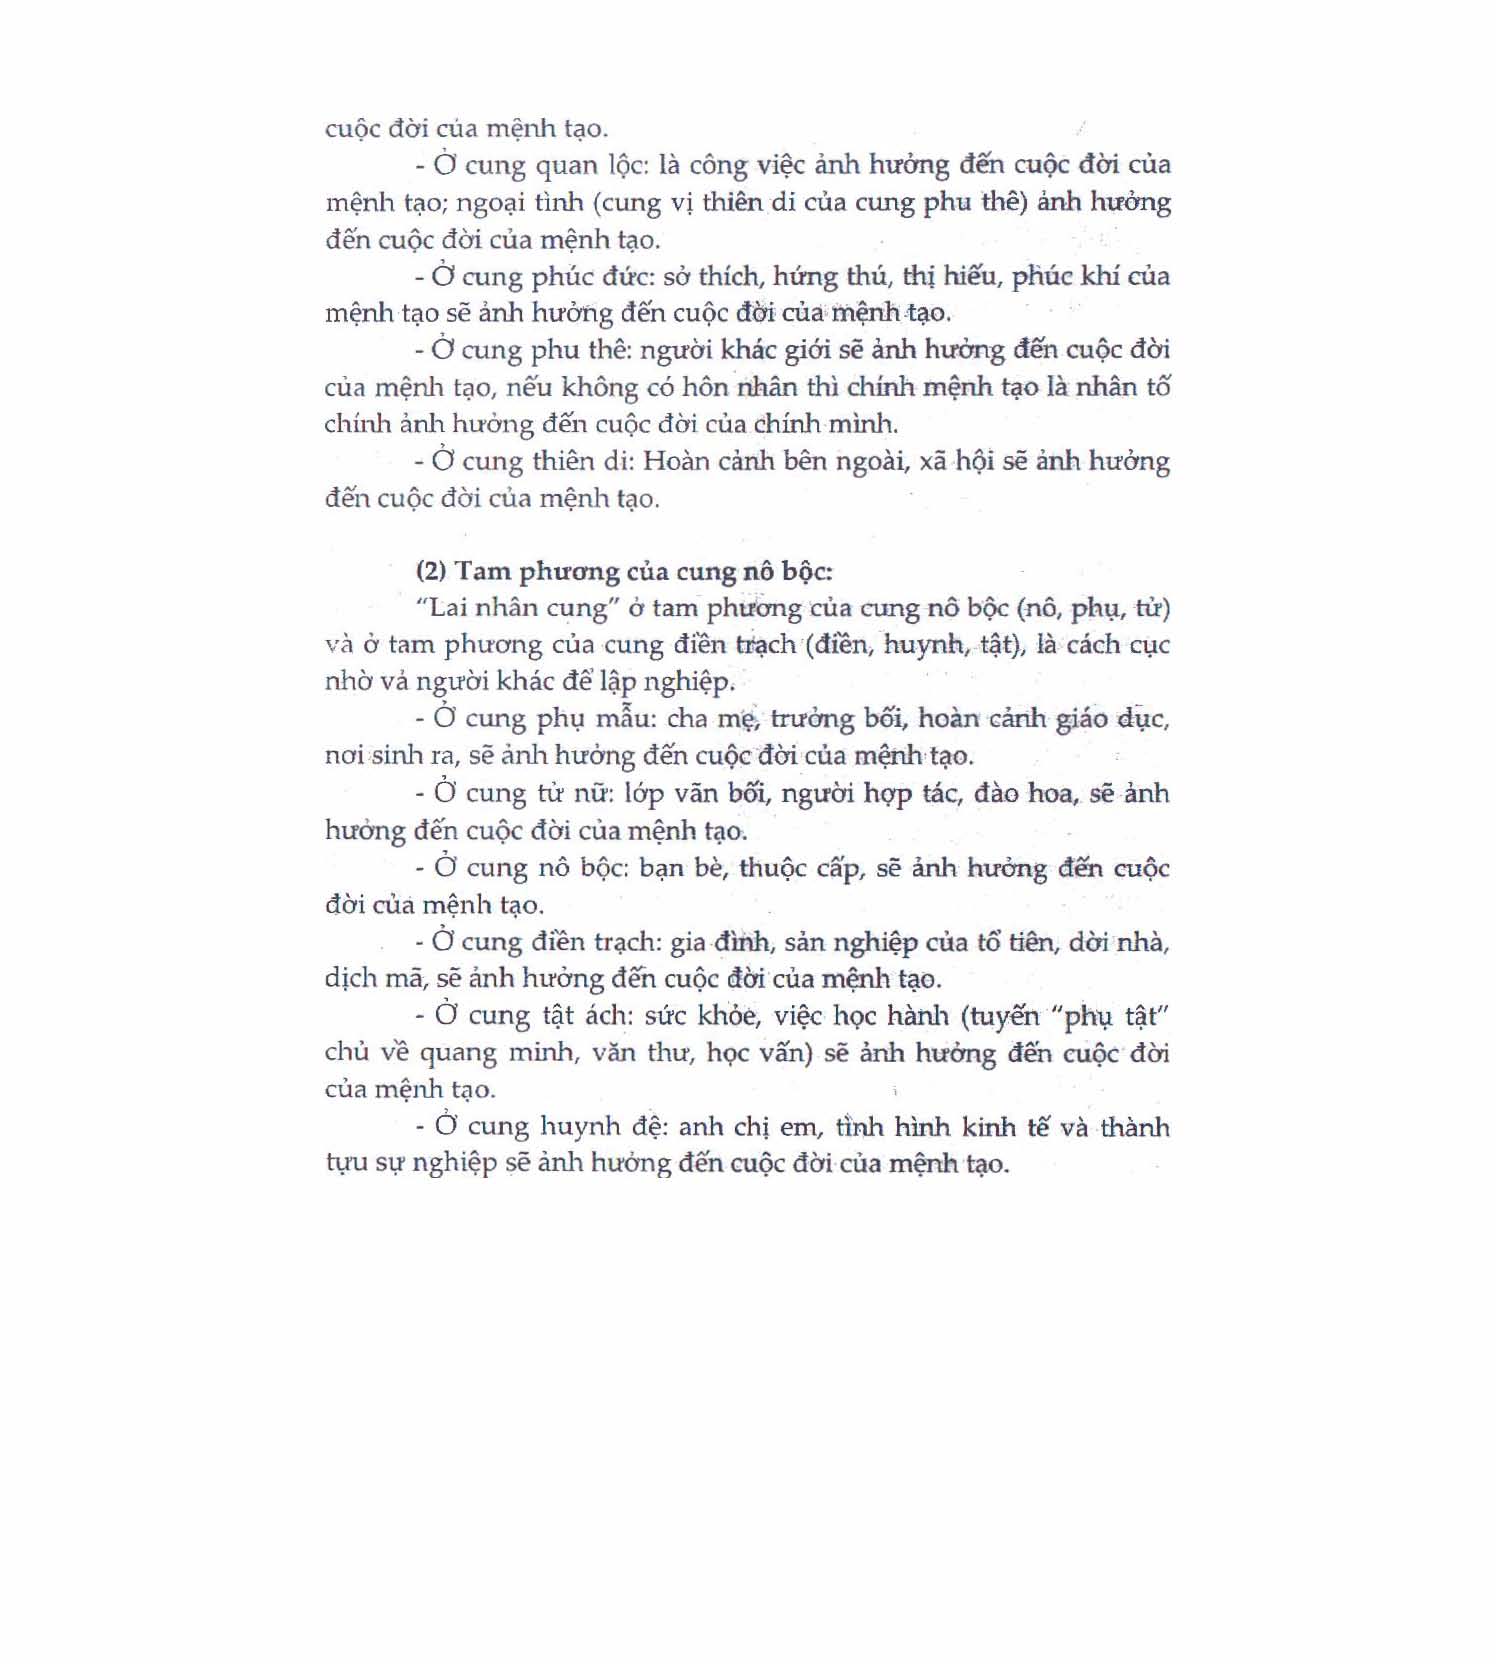 cuộc đời của mệnh tạo.
- Ở cung quan lộc: là công việc ảnh hưởng đến cuộc đời của
mệnh tạo; ngoại tình (cung vị thiên di của cung phu thê) ảnh hưởng
đến cuộc đời của mệnh tạo.
- Ở cung phúc đức: sở thích, hứng thú, thị hiếu, phúc khí của
mệnh tạo sẽ ảnh hưởng đến cuộc đời của mệnh tạo.
- Ở cung phu thê: người khác giới sẽ ảnh hưởng đến cuộc đời
của mệnh tạo, nếu không có hôn nhân thì chính mệnh tạo là nhân tố
chính ảnh hưởng đến cuộc đời của chính mình.
- Ở cung thiên di: Hoàn cảnh bên ngoài, xã hội sẽ ảnh hưởng
đến cuộc đời của mệnh tạo.
(2) Tam phương của cung nô bộc:
"Lai nhân cung" ở tam phương của cung nô bộc (nô, phụ, tử)
và ở tam phương của cung điền trạch (điền, huynh, tật), là cách cục
nhờ vả người khác để lập nghiệp.
- Ở cung phụ mẫu: cha mẹ, trưởng bối, hoàn cảnh giáo dục,
nơi sinh ra, sẽ ảnh hưởng đến cuộc đời của mệnh tạo.
- Ở cung tử nữ: lớp vãn bối, người hợp tác, đào hoa, sẽ ảnh
hưởng đến cuộc đời của mệnh tạo.
- Ở cung nô bộc: bạn bè, thuộc cấp, sẽ ảnh hưởng đến cuộc
đời của mệnh tạo.
- Ở cung điền trạch: gia đình, sản nghiệp của tổ tiên, dời nhà,
dịch mã, sẽ ảnh hưởng đến cuộc đời của mệnh tạo.
- Ở cung tật ách: sức khỏe, việc học hành (tuyến "phụ tật"
chủ về quang minh, văn thư, học vấn) sẽ ảnh hưởng đến cuộc đời
của mệnh tạo.
- Ở cung huynh đệ: anh chị em, tình hình kinh tế và thành
tựu sự nghiệp sẽ ảnh hưởng đến cuộc đời của mệnh tạo.